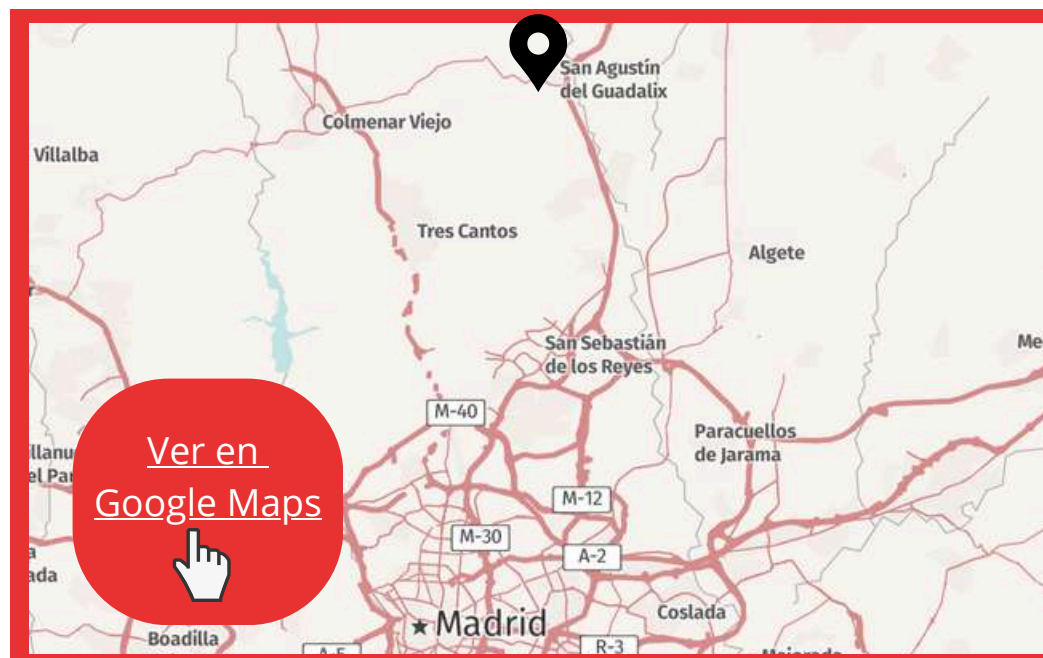 San Agustín
del Guadalix
Colmenar Viejo
Villalba
Tres Cantos
Algete
San Sebastián
de los Reyes
M-40
Paracuellos
de Jarama
Ver en
Google Maps
M-12
M-30
A-2
Madrid
Coslada
Boadilla
R-3
A-5